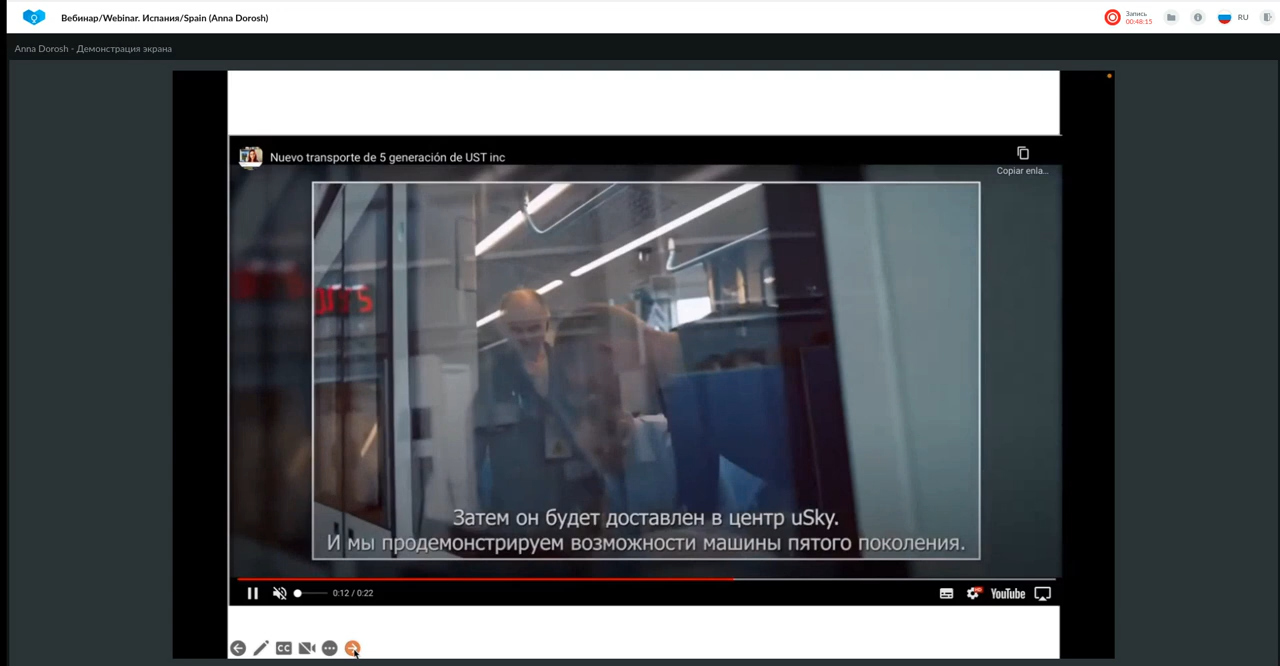 Вебинар/Webinar. Испания/Spain (Anna Dorosh)
Запись
00:48:15
RU
Anna Dorosh - Демонстрация экрана
Nuevo transporte de 5 generación de UST inc
Copiar enla...
Затем он будет доставлен в центр uSky.
И мы продемонстрируем возможности машины пятого поколения.
0:12 / 0:22
YouTube
CC